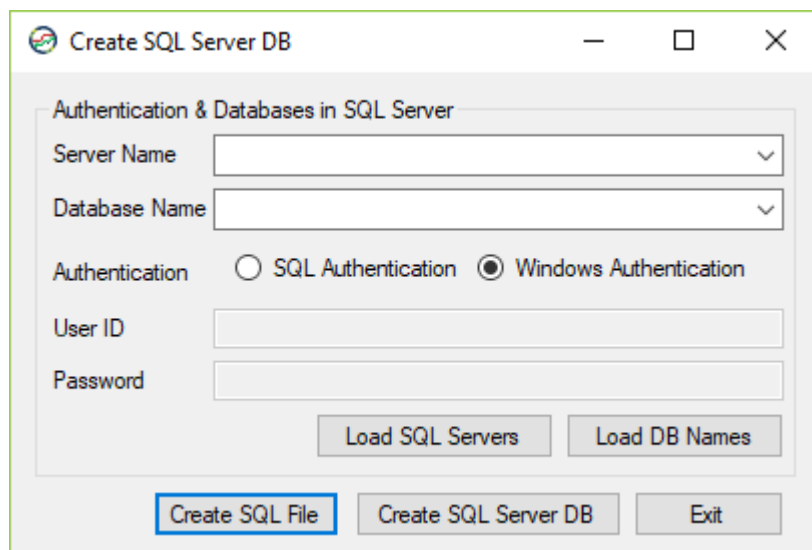 Create SQL Server DB
Authentication & Databases in SQL Server
Server Name
Database Name
Authentication SQL Authentication Windows Authentication
User ID
Password
Load SQL Servers Load DB Names
Create SQL File Create SQL Server DB Exit